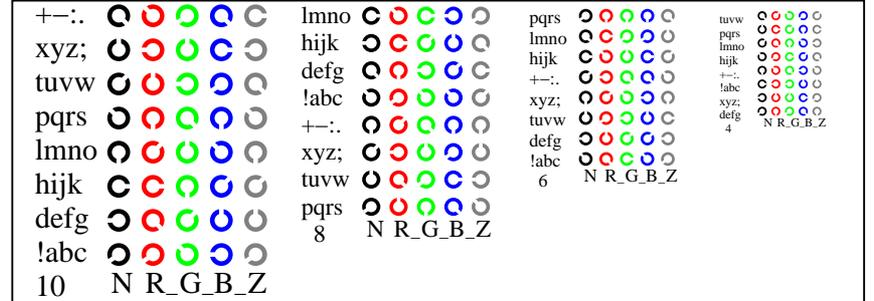 +−:.
xyz;
tuvw
pqrs
lmno
hijk
defg
!abc
10 N R_G_B_Z
lmno
hijk
defg
!abc
+−:.
xyz;
tuvw
pqrs
8 N R_G_B_Z
pqrs
lmno
hijk
+−:.
xyz;
tuvw
defg
!abc
6 N R_G_B_Z
tuvw
pqrs
lmno
hijk
+−:.
!abc
xyz;
defg
4 N R_G_B_Z